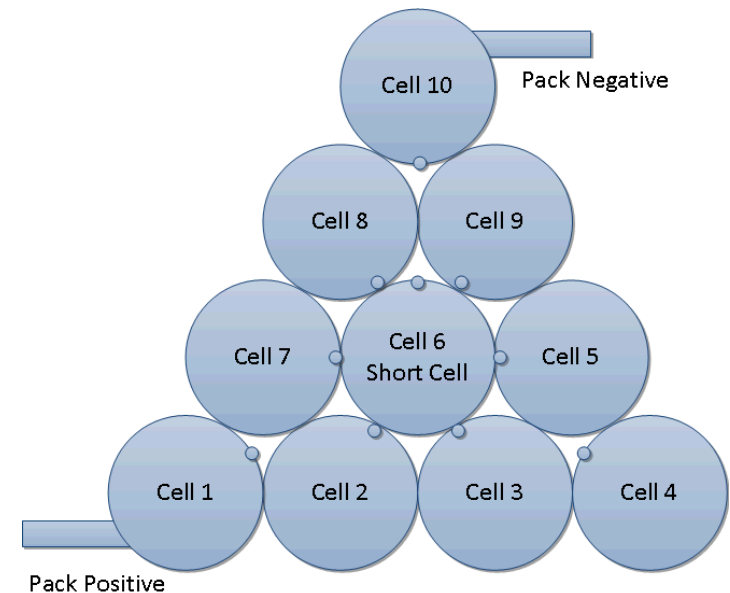 Cell 10
Pack Negative
Cell 8
Cell 9
Cell 7
Cell 6
Short Cell
Cell 5
Cell 1
Cell 2
Cell 3
Cell 4
Pack Positive